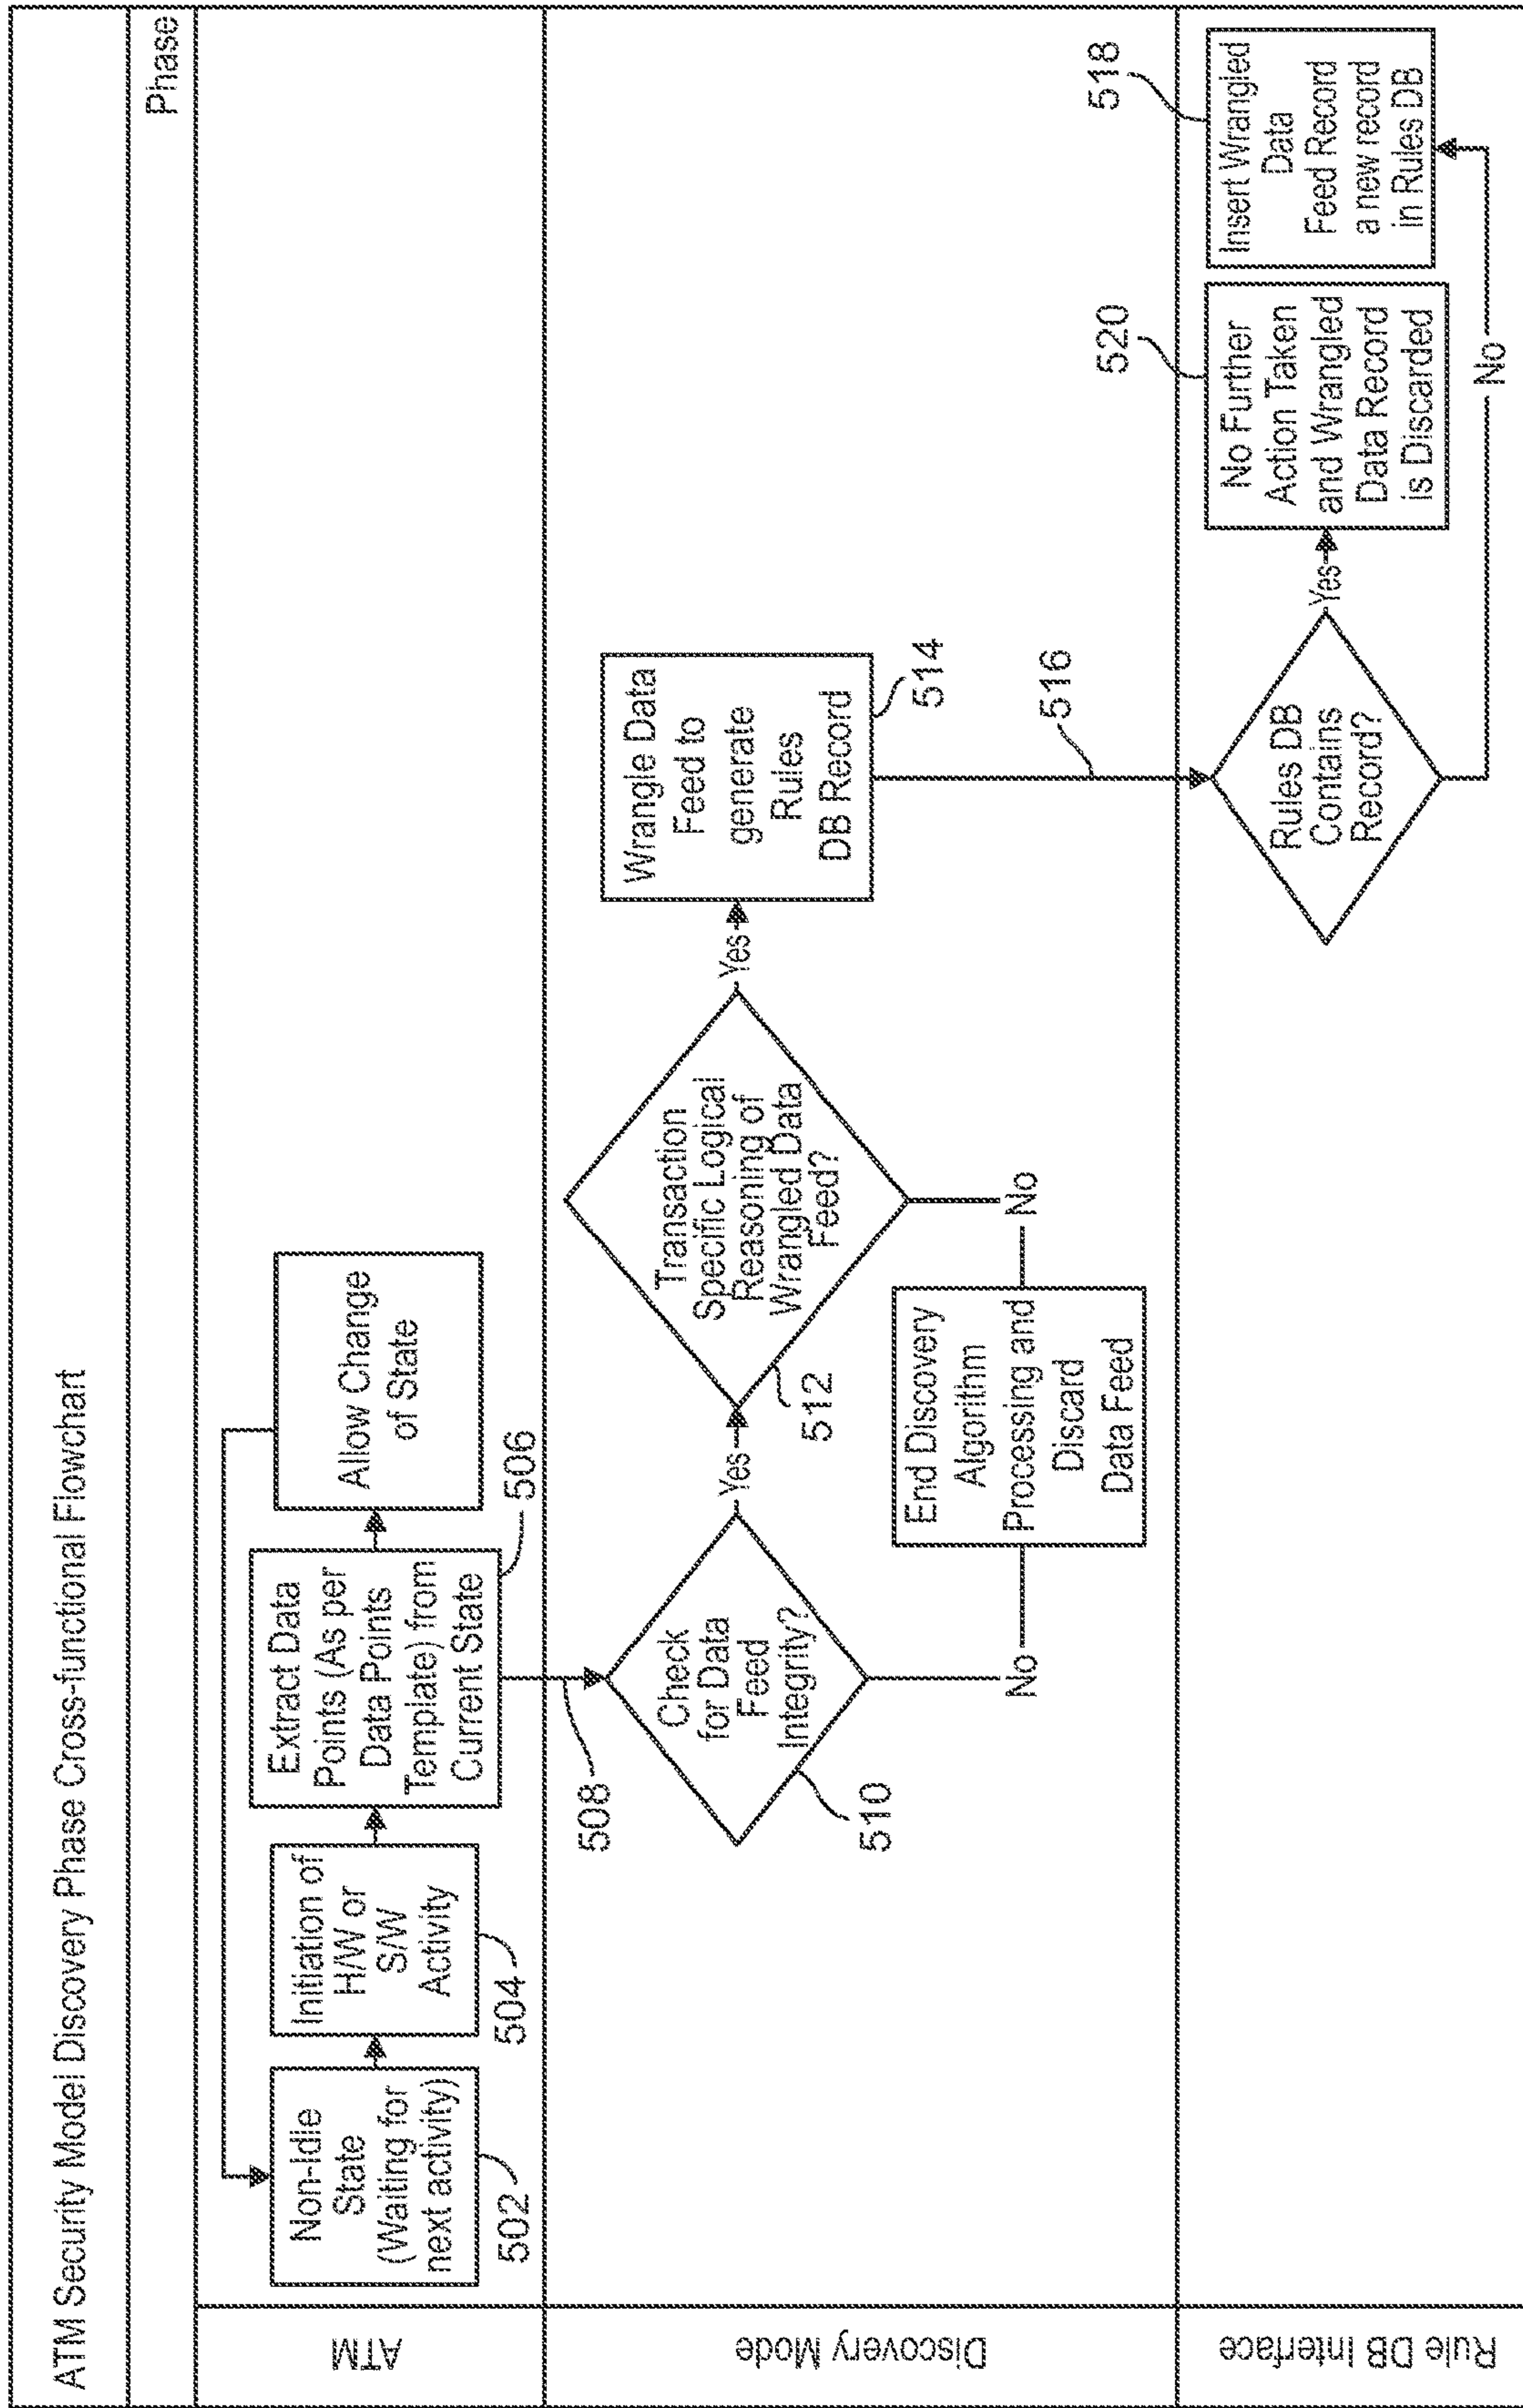 ATM Security Model Discovery Phase Cross-functional Flowchart
Phase
ATM
Non-Idle
State
(Waiting for
next activity)
502
Initiation of
H/W or
S/W
Activity
504
Extract Data
Points (As per
Data Points
Template) from
Current State
506
Allow Change
of State
Discovery Mode
508
Check
for Data
Feed
Integrity?
510
Yes
No
Transaction
Specific Logical
Reasoning of
Wrangled Data
Feed?
512
Yes
No
End Discovery
Algorithm
Processing and
Discard
Data Feed
Wrangle Data
Feed to
generate
Rules
DB Record
514
516
Rule DB Interface
Rules DB
Contains
Record?
Yes
No
No Further
Action Taken
and Wrangled
Data Record
is Discarded
520
Insert Wrangled
Data
Feed Record
a new record
in Rules DB
518